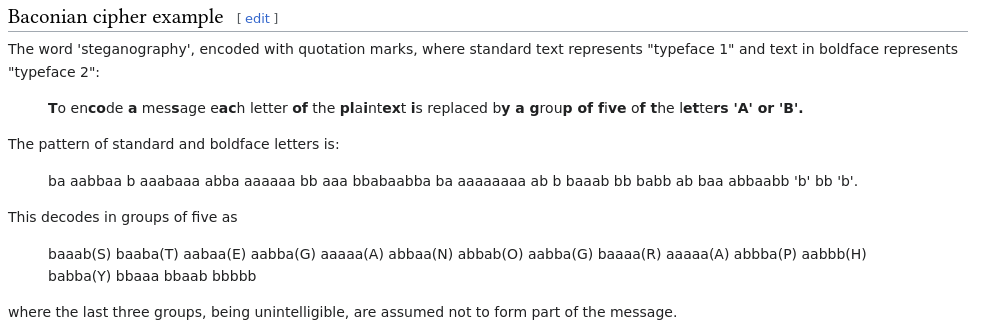 Baconian cipher example [ edit ]
The word 'steganography', encoded with quotation marks, where standard text represents "typeface 1" and text in boldface represents
"typeface 2":
To encode a message each letter of the plaintext is replaced by a group of five of the letters 'A' or 'B'.
The pattern of standard and boldface letters is:
ba aabbaa b aaabaaa abba aaaaaa bb aaa bbabaabba ba aaaaaaaa ab b baaab bb babb ab baa abbaabb 'b' bb 'b'.
This decodes in groups of five as
baaab(S) baaba(T) aabaa(E) aabba(G) aaaaa(A) abbaa(N) abbab(O) aabba(G) baaaa(R) aaaaa(A) abbba(P) aabbb(H)
babba(Y) bbaaa bbaab bbbbb
where the last three groups, being unintelligible, are assumed not to form part of the message.